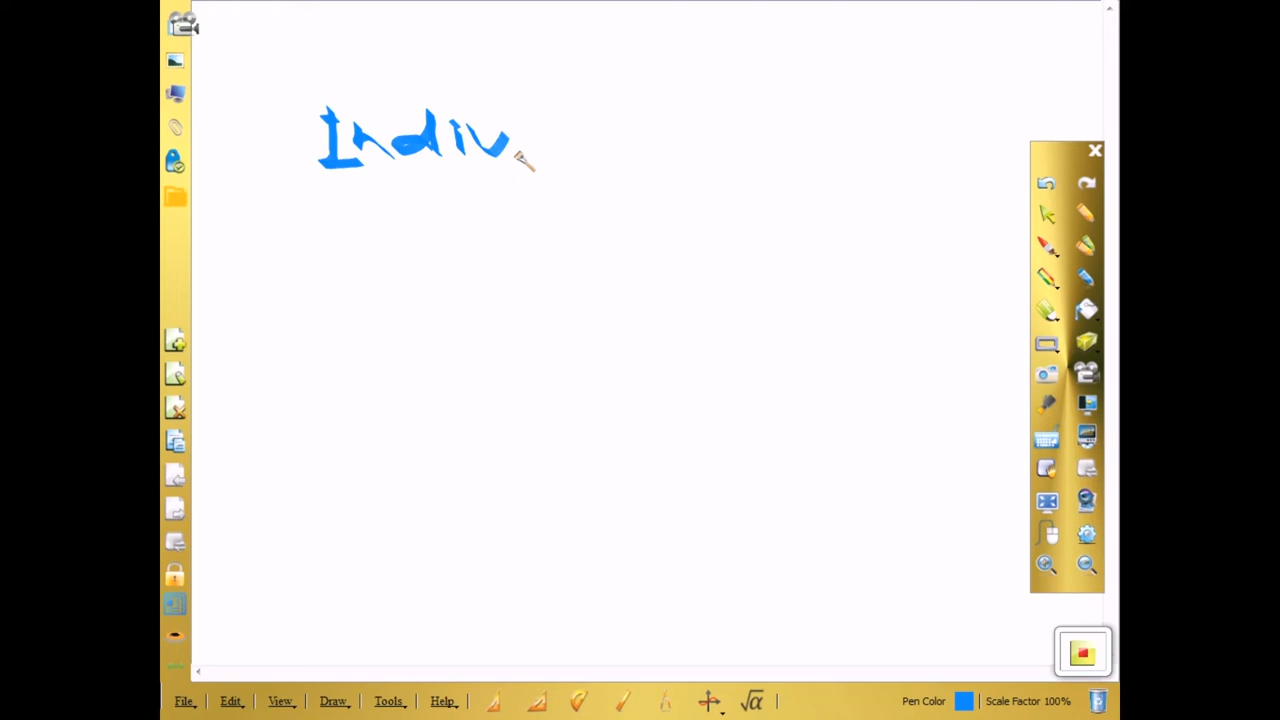 Indiv
File Edit View Draw Tools Help √α Pen Color Scale Factor 100%